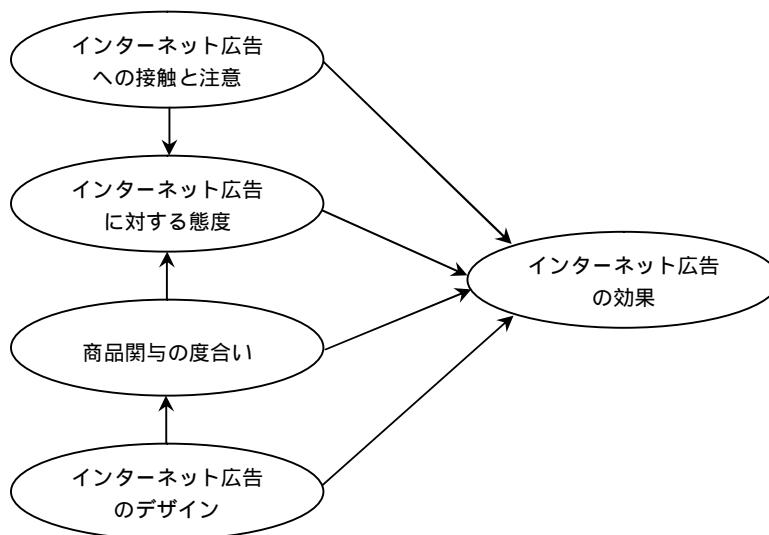 インターネット広告
への接触と注意
インターネット広告
に対する態度
インターネット広告
の効果
商品関与の度合い
インターネット広告
のデザイン